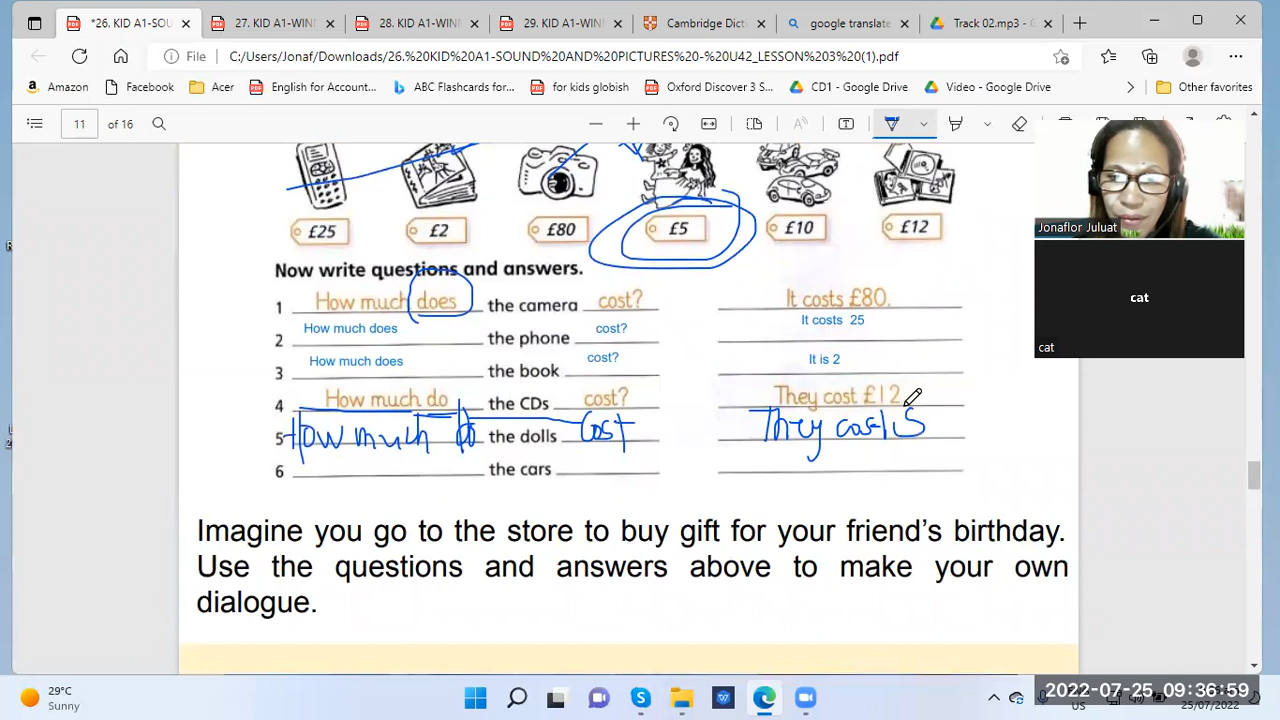 *26. KID A1-SOU
27. KID A1-WINN
28. KID A1-WINN
29. KID A1-WINN
Cambridge Dict
google translate
Track 02.mp3 -
File
C:/Users/Jonaf/Downloads/26.%20KID%20A1-SOUND%20AND%20PICTURES%20-%20U42_LESSON%203%20(1).pdf
Amazon
Facebook
Acer
English for Account...
ABC Flashcards for...
for kids globish
Oxford Discover 3 S...
CD1 - Google Drive
Video - Google Drive
Other favorites
11 of 16
£25 £2 £80 £5 £10 £12
Now write questions and answers.
1 How much does the camera cost? It costs £80.
2 How much does the phone cost? It costs 25
3 How much does the book cost? It is 2
4 How much do the CDs cost? They cost £12
5 How much do the dolls cost They cost is
6 the cars
Imagine you go to the store to buy gift for your friend's birthday.
Use the questions and answers above to make your own
dialogue.
Jonaflor Juluat
cat
cat
29°C
Sunny
2022-07-25, 09:36:59
US
25/07/2022